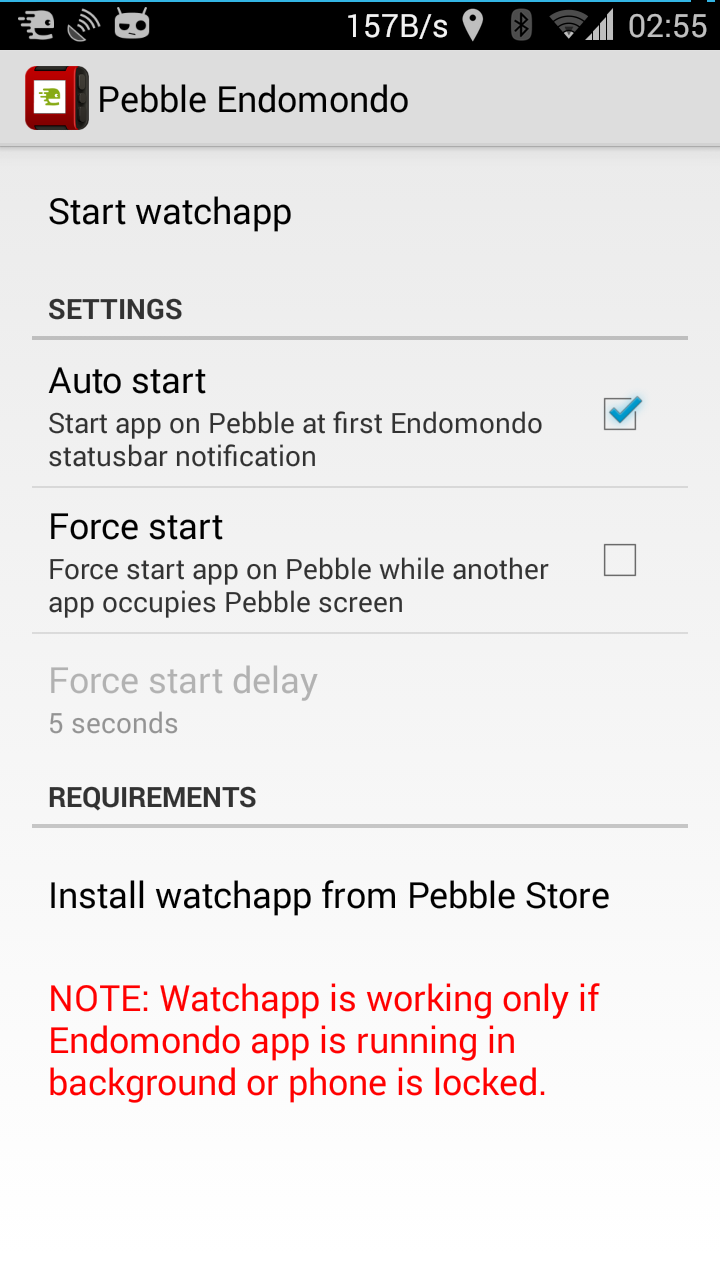 157B/s 02:55
Pebble Endomondo
Start watchapp
SETTINGS
Auto start
Start app on Pebble at first Endomondo
statusbar notification
Force start
Force start app on Pebble while another
app occupies Pebble screen
Force start delay
5 seconds
REQUIREMENTS
Install watchapp from Pebble Store
NOTE: Watchapp is working only if
Endomondo app is running in
background or phone is locked.